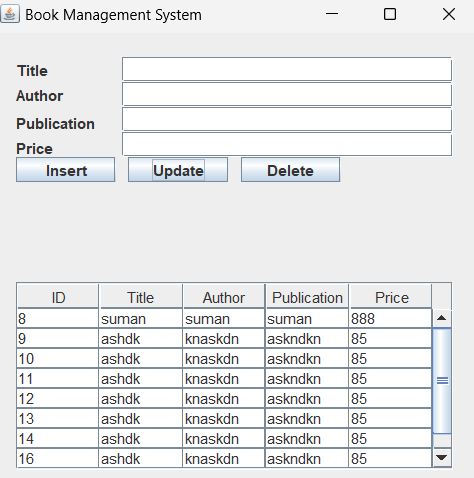 Book Management System
Title
Author
Publication
Price
Insert Update Delete
ID Title Author Publication Price
8 suman suman suman 888
9 ashdk knaskdn askndkn 85
10 ashdk knaskdn askndkn 85
11 ashdk knaskdn askndkn 85
12 ashdk knaskdn askndkn 85
13 ashdk knaskdn askndkn 85
14 ashdk knaskdn askndkn 85
16 ashdk knaskdn askndkn 85